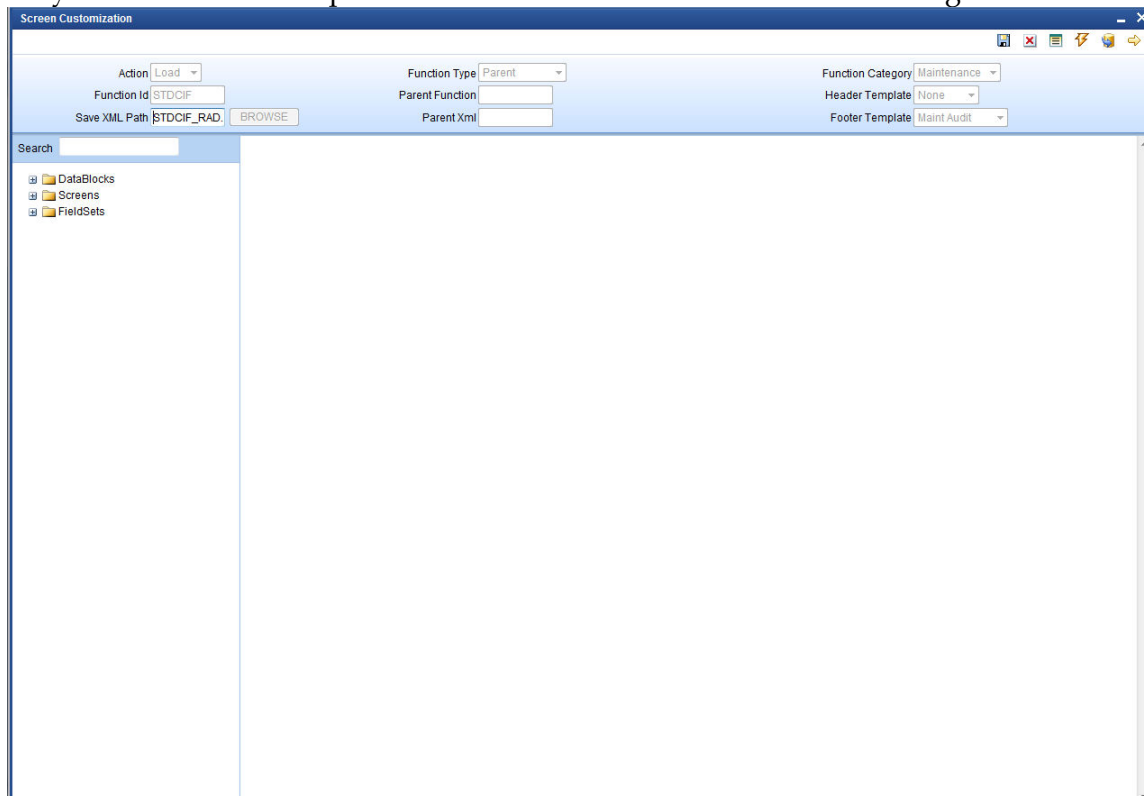 Screen Customization
Action Load Function Type Parent Function Category Maintenance
Function Id STDCIF Parent Function Header Template None
Save XML Path STDCIF_RAD. BROWSE Parent Xml Footer Template Maint Audit
Search
DataBlocks
Screens
FieldSets